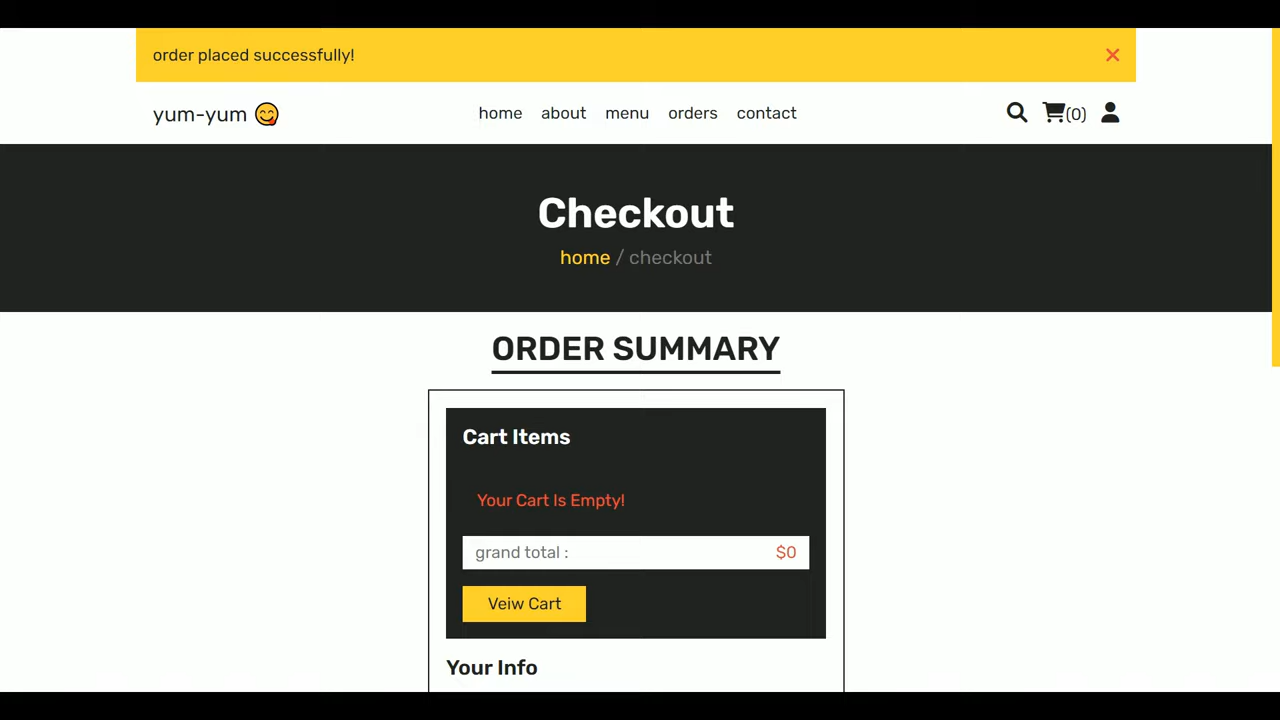 order placed successfully!
yum-yum 😋 home about menu orders contact (0)
Checkout
home / checkout
ORDER SUMMARY
Cart Items
Your Cart Is Empty!
grand total : $0
Veiw Cart
Your Info